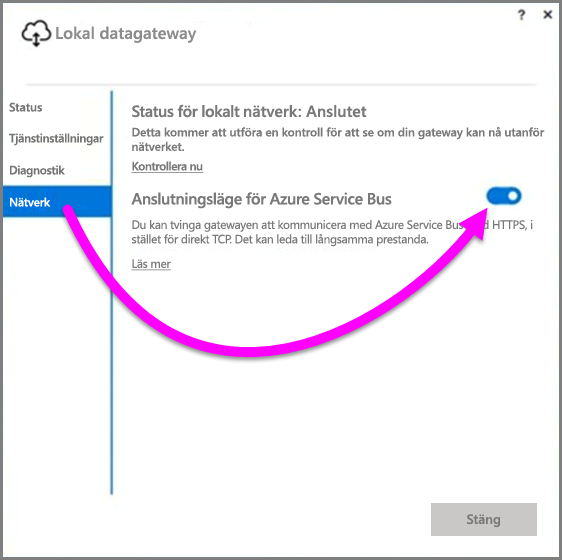 ? ×
Lokal datagateway
Status
Tjänstinställningar
Diagnostik
Nätverk
Status för lokalt nätverk: Anslutet
Detta kommer att utföra en kontroll för att se om din gateway kan nå utanför
nätverket.
Kontrollera nu
Anslutningsläge för Azure Service Bus
Du kan tvinga gatewayen att kommunicera med Azure Service Bus HTTPS, i
stället för direkt TCP. Det kan leda till långsamma prestanda.
Läs mer
Stäng